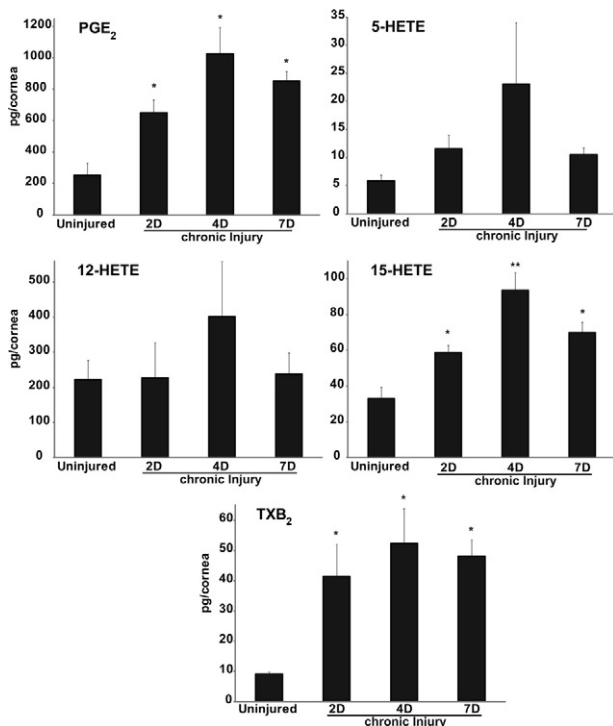 PGE2
pg/cornea
1200
1000
800
600
400
200
0
* * *
Uninjured 2D 4D 7D
chronic Injury
5-HETE
35
30
25
20
15
10
5
0
Uninjured 2D 4D 7D
chronic Injury
12-HETE
pg/cornea
500
400
300
200
100
0
Uninjured 2D 4D 7D
chronic Injury
15-HETE
100
80
60
40
20
0
* ** *
Uninjured 2D 4D 7D
chronic Injury
TXB2
pg/cornea
60
50
40
30
20
10
0
* * *
Uninjured 2D 4D 7D
chronic Injury